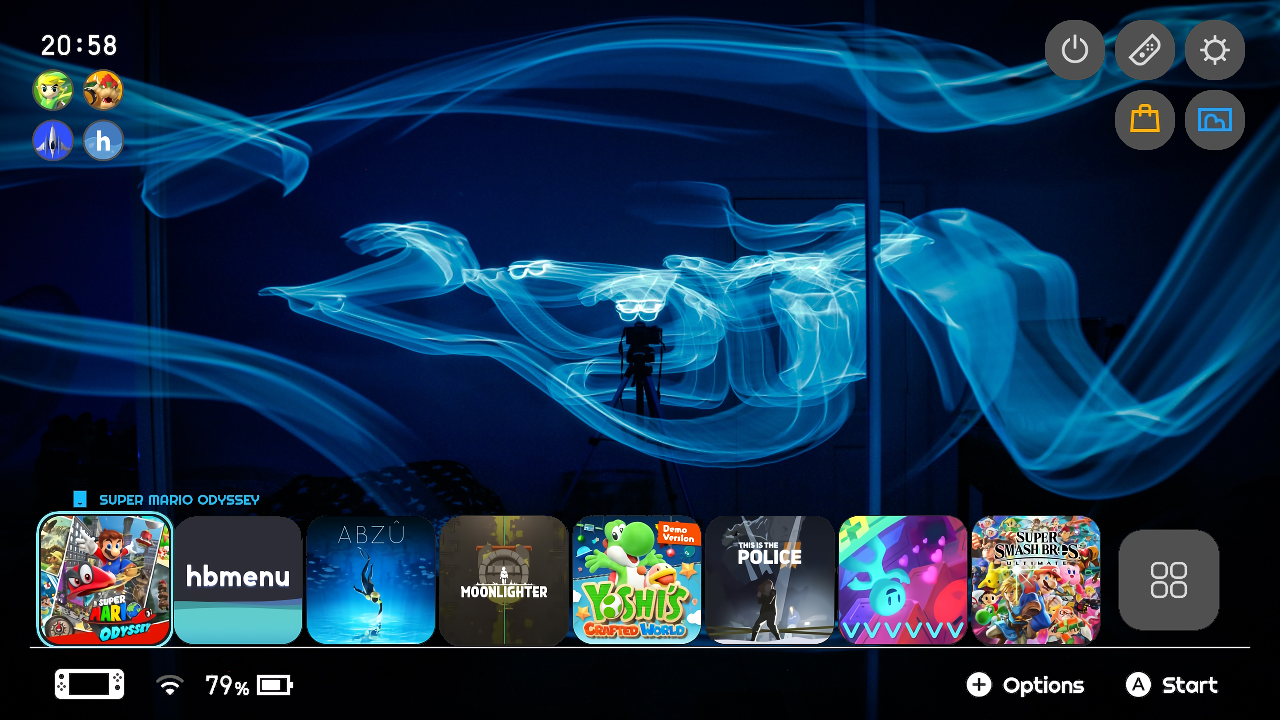 20:58
h
SUPER MARIO ODYSSEY
SUPER
MARIO
ODYSSEY
hbmenu
ABZÛ
MOONLIGHTER
Demo
Version
YOSHI'S
CRAFTED WORLD
THIS IS THE
POLICE
VVVVVV
SUPER
SMASH BROS.
ULTIMATE
79%
+ Options
A Start